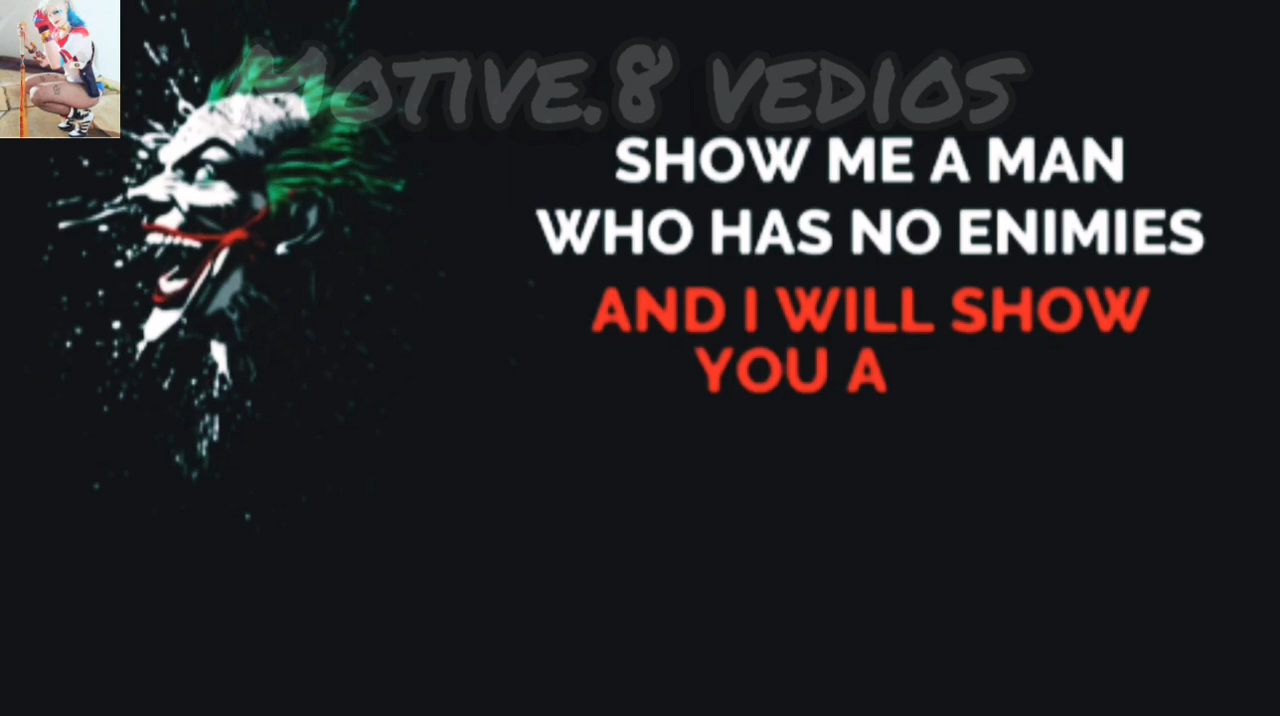 Motive.8 vedios
SHOW ME A MAN
WHO HAS NO ENIMIES
AND I WILL SHOW
YOU A